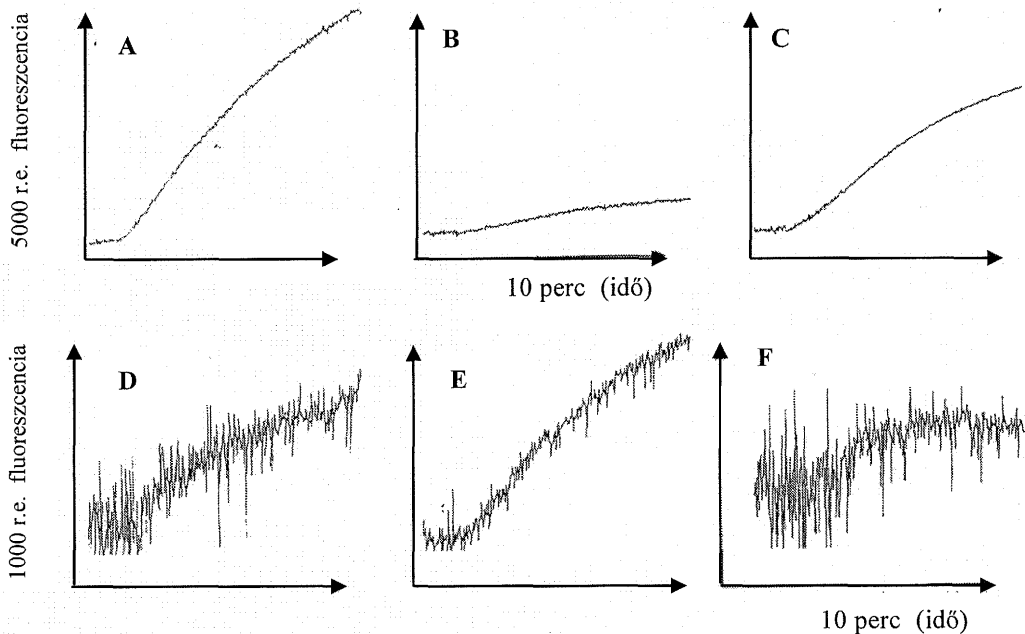 5000 r.e. fluoreszcencia
A
B
C
10 perc (idő)
1000 r.e. fluoreszcencia
D
E
F
10 perc (idő)